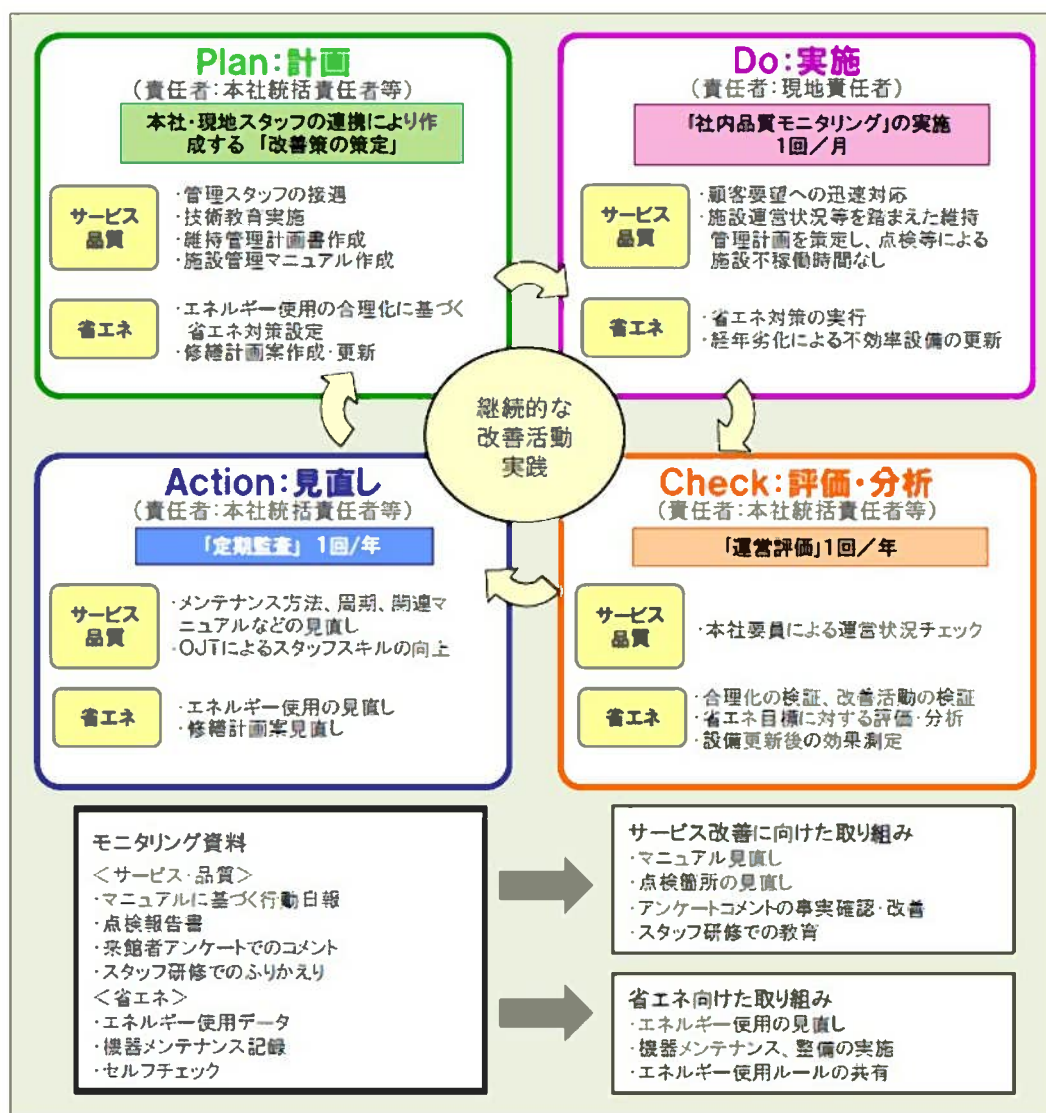 Plan:計画
(責任者:本社統括責任者等)
本社・現地スタッフの連携により作
成する 「改善策の策定」
サービス
品質
・管理スタッフの接遇
・技術教育実施
・維持管理計画書作成
・施設管理マニュアル作成
省エネ
・エネルギー使用の合理化に基づく
省エネ対策設定
・修繕計画案作成・更新
Do:実施
(責任者:現地責任者)
「社内品質モニタリング」の実施
1回/月
サービス
品質
・顧客要望への迅速対応
・施設運営状況等を踏まえた維持
管理計画を策定し、点検等による
施設不稼働時間なし
省エネ
・省エネ対策の実行
・経年劣化による不効率設備の更新
継続的な
改善活動
実践
Action:見直し
(責任者:本社統括責任者等)
「定期監査」 1回/年
サービス
品質
・メンテナンス方法、周期、関連マ
ニュアルなどの見直し
・OJTによるスタッフスキルの向上
省エネ
・エネルギー使用の見直し
・修繕計画案見直し
Check:評価・分析
(責任者:本社統括責任者等)
「運営評価」1回/年
サービス
品質
・本社要員による運営状況チェック
省エネ
・合理化の検証、改善活動の検証
・省エネ目標に対する評価・分析
・設備更新後の効果測定
モニタリング資料
<サービス・品質>
・マニュアルに基づく行動日報
・点検報告書
・来館者アンケートでのコメント
・スタッフ研修でのふりかえり
<省エネ>
・エネルギー使用データ
・機器メンテナンス記録
・セルフチェック
サービス改善に向けた取り組み
・マニュアル見直し
・点検箇所の見直し
・アンケートコメントの事実確認・改善
・スタッフ研修での教育
省エネ向けた取り組み
・エネルギー使用の見直し
・機器メンテナンス、整備の実施
・エネルギー使用ルールの共有